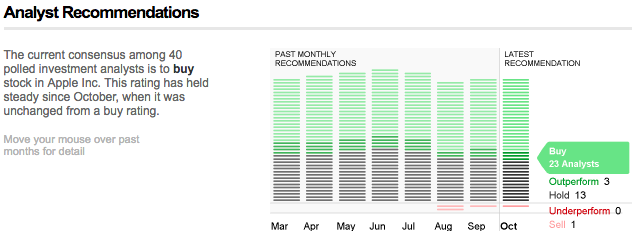 Analyst Recommendations
The current consensus among 40
polled investment analysts is to buy
stock in Apple Inc. This rating has held
steady since October, when it was
unchanged from a buy rating.
Move your mouse over past
months for detail
PAST MONTHLY
RECOMMENDATIONS
LATEST
RECOMMENDATION
Buy
23 Analysts
Outperform 3
Hold 13
Underperform 0
Sell 1
Mar Apr May Jun Jul Aug Sep Oct